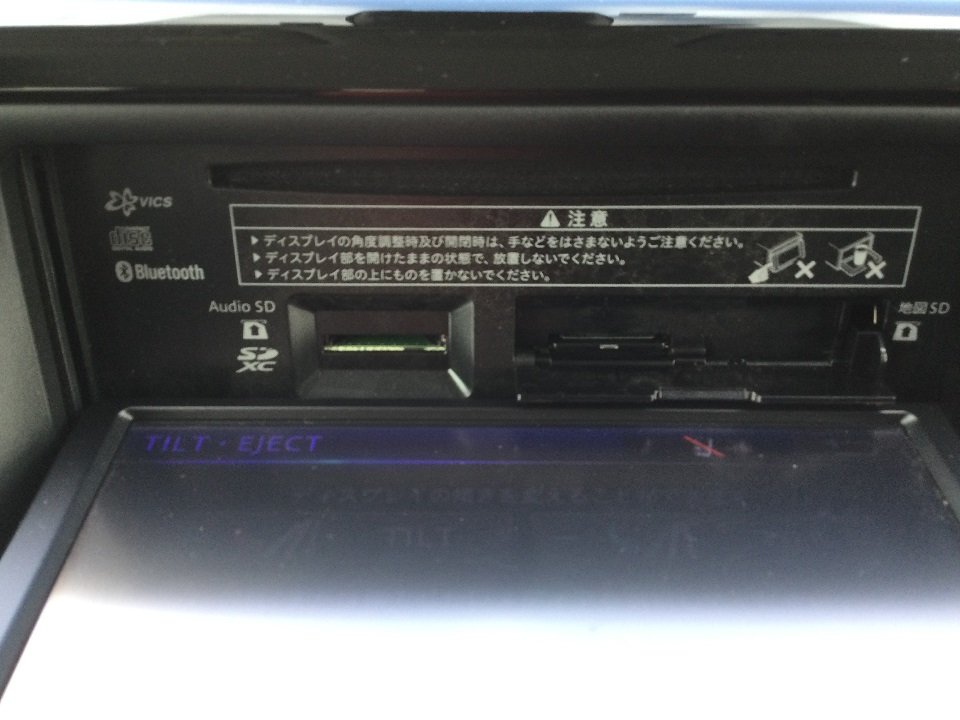 VICS
disc
Bluetooth
注意
ディスプレイの角度調整時及び開閉時は、手などをはさまないようご注意ください。
ディスプレイ部を開けたままの状態で、放置しないでください。
ディスプレイ部の上にものを置かないでください。
Audio SD
SD
XC
地図SD
TILT・EJECT
TILT